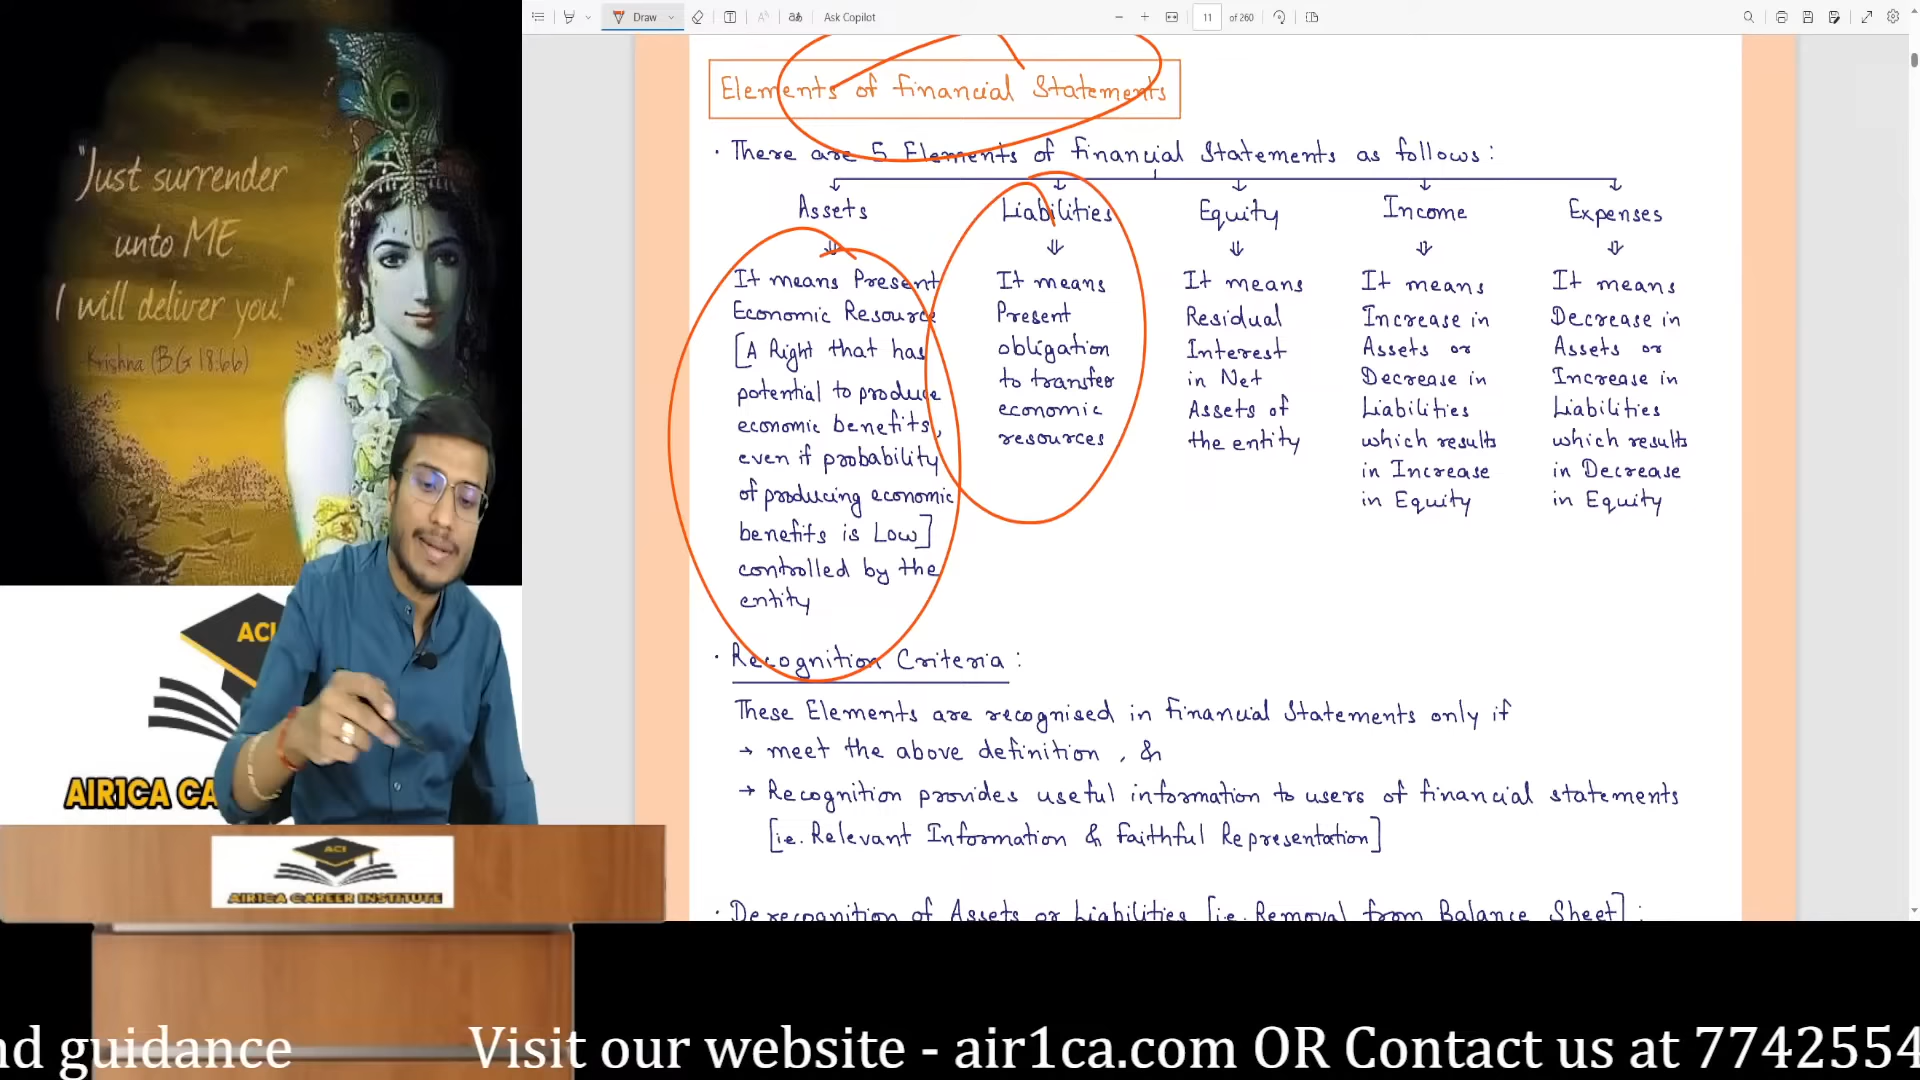 "Just surrender
unto ME
I will deliver you!"
Krishna (B.G 18:66)
ACI
AIR1CA CA
ACI
AIR1CA CAREER INSTITUTE
Draw
Ask Copilot
11 of 260
Elements of Financial Statements
· There are 5 Elements of Financial Statements as follows :
Assets
It means Present
Economic Resource
[A Right that has
potential to produce
economic benefits,
even if probability
of producing economic
benefits is Low]
controlled by the
entity
Liabilities
It means
Present
obligation
to transfer
economic
resources
Equity
It means
Residual
Interest
in Net
Assets of
the entity
Income
It means
Increase in
Assets or
Decrease in
Liabilities
which results
in Increase
in Equity
Expenses
It means
Decrease in
Assets or
Increase in
Liabilities
which results
in Decrease
in Equity
· Recognition Criteria :
These Elements are recognised in Financial Statements only if
→ meet the above definition , &
→ Recognition provides useful information to users of financial statements
[ie. Relevant Information & Faithful Representation]
· Derecognition of Assets or Liabilities [i.e. Removal from Balance Sheet] :
nd guidance Visit our website - air1ca.com OR Contact us at 7742554